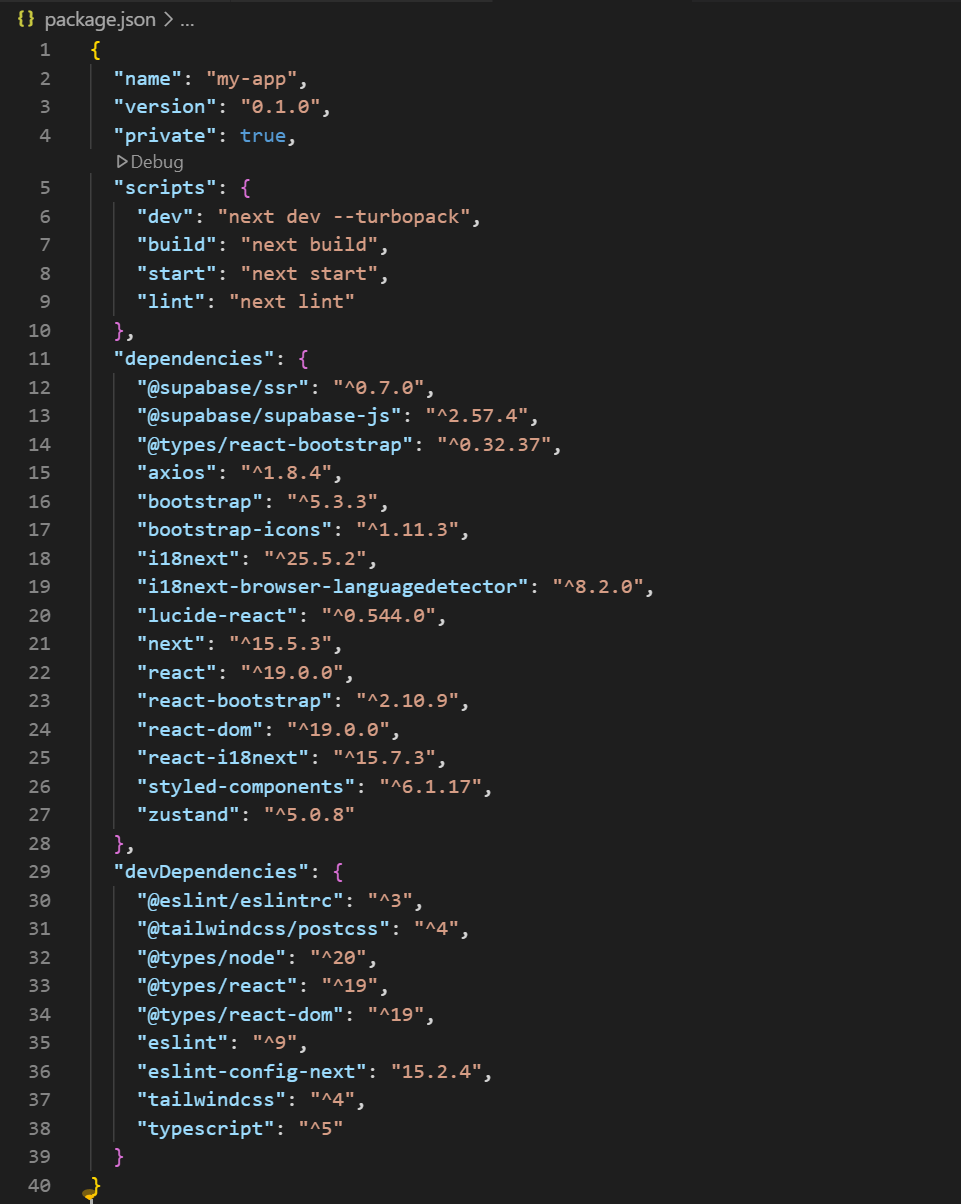 {} package.json > ...
1 {
2 "name": "my-app",
3 "version": "0.1.0",
4 "private": true,
Debug
5 "scripts": {
6 "dev": "next dev --turbopack",
7 "build": "next build",
8 "start": "next start",
9 "lint": "next lint"
10 },
11 "dependencies": {
12 "@supabase/ssr": "^0.7.0",
13 "@supabase/supabase-js": "^2.57.4",
14 "@types/react-bootstrap": "^0.32.37",
15 "axios": "^1.8.4",
16 "bootstrap": "^5.3.3",
17 "bootstrap-icons": "^1.11.3",
18 "i18next": "^25.5.2",
19 "i18next-browser-languagedetector": "^8.2.0",
20 "lucide-react": "^0.544.0",
21 "next": "^15.5.3",
22 "react": "^19.0.0",
23 "react-bootstrap": "^2.10.9",
24 "react-dom": "^19.0.0",
25 "react-i18next": "^15.7.3",
26 "styled-components": "^6.1.17",
27 "zustand": "^5.0.8"
28 },
29 "devDependencies": {
30 "@eslint/eslintrc": "^3",
31 "@tailwindcss/postcss": "^4",
32 "@types/node": "^20",
33 "@types/react": "^19",
34 "@types/react-dom": "^19",
35 "eslint": "^9",
36 "eslint-config-next": "15.2.4",
37 "tailwindcss": "^4",
38 "typescript": "^5"
39 }
40 }